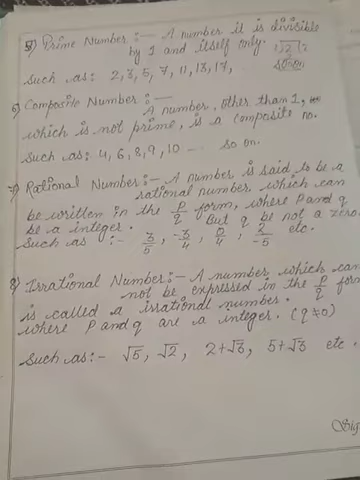 5) Prime Number :— A number it is divisible
by 1 and itself only.
such as: 2, 3, 5, 7, 11, 13, 17,
6) Composite Number :—
A number, other than 1,
which is not prime, is a composite no.
Such as: 4, 6, 8, 9, 10 --- so on.
7) Rational Number :— A number is said to be a
rational number, which can
be written in the p/q form, where P and q
be a integer. But q be not a zero.
Such as :- 3/5, -3/4, 0/4, 2/-5 etc.
8) Irrational Number :— A number which can
not be expressed in the p/q form
is called a irrational number.
where P and q are a integer. (q ≠ 0)
Such as :- √5, √2, 2+√3, 5+√3 etc.
Sig